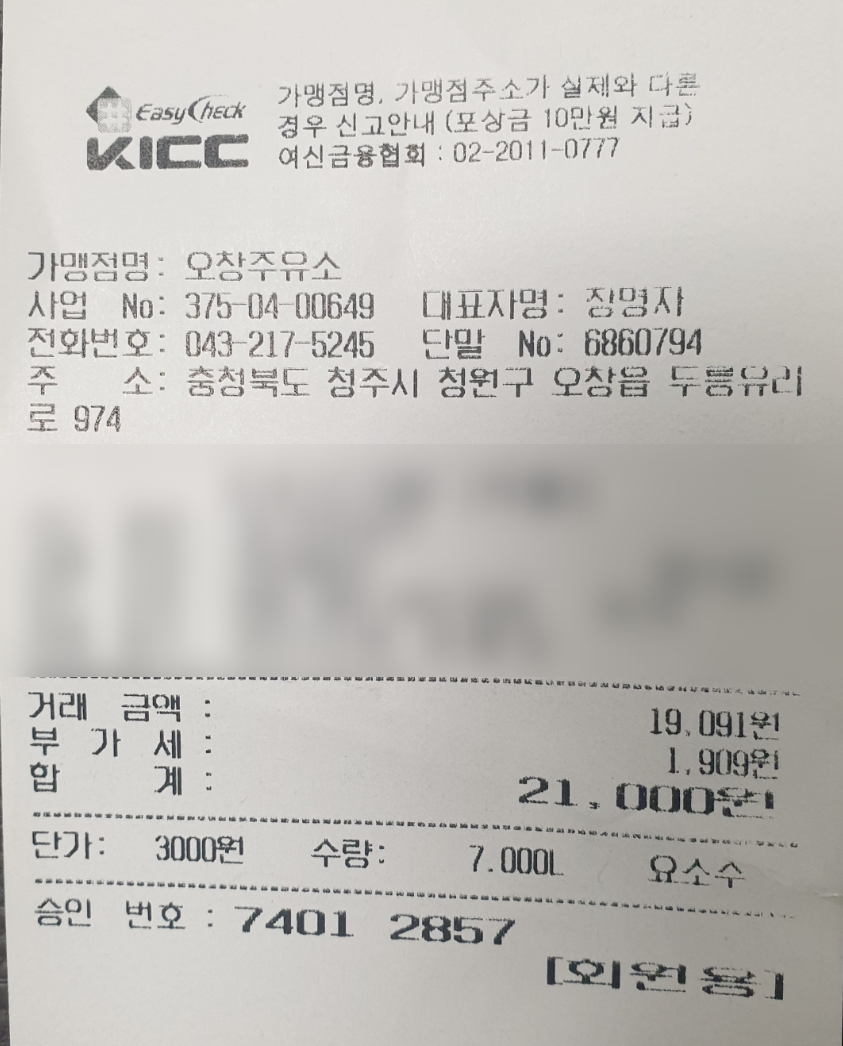 EasyCheck
KICC
가맹점명, 가맹점주소가 실제와 다른
경우 신고안내 (포상금 10만원 지급)
여신금융협회 : 02-2011-0777
가맹점명: 오창주유소
사업 No: 375-04-00649 대표자명: 장명자
전화번호: 043-217-5245 단말 No: 6860794
주 소: 충청북도 청주시 청원구 오창읍 두릉유리
로 974
거래 금액 : 19,091원
부 가 세 : 1,909원
합 계 : 21,000원
단가: 3000원 수량: 7.000L 요소수
승인 번호 : 7401 2857
[회원용]